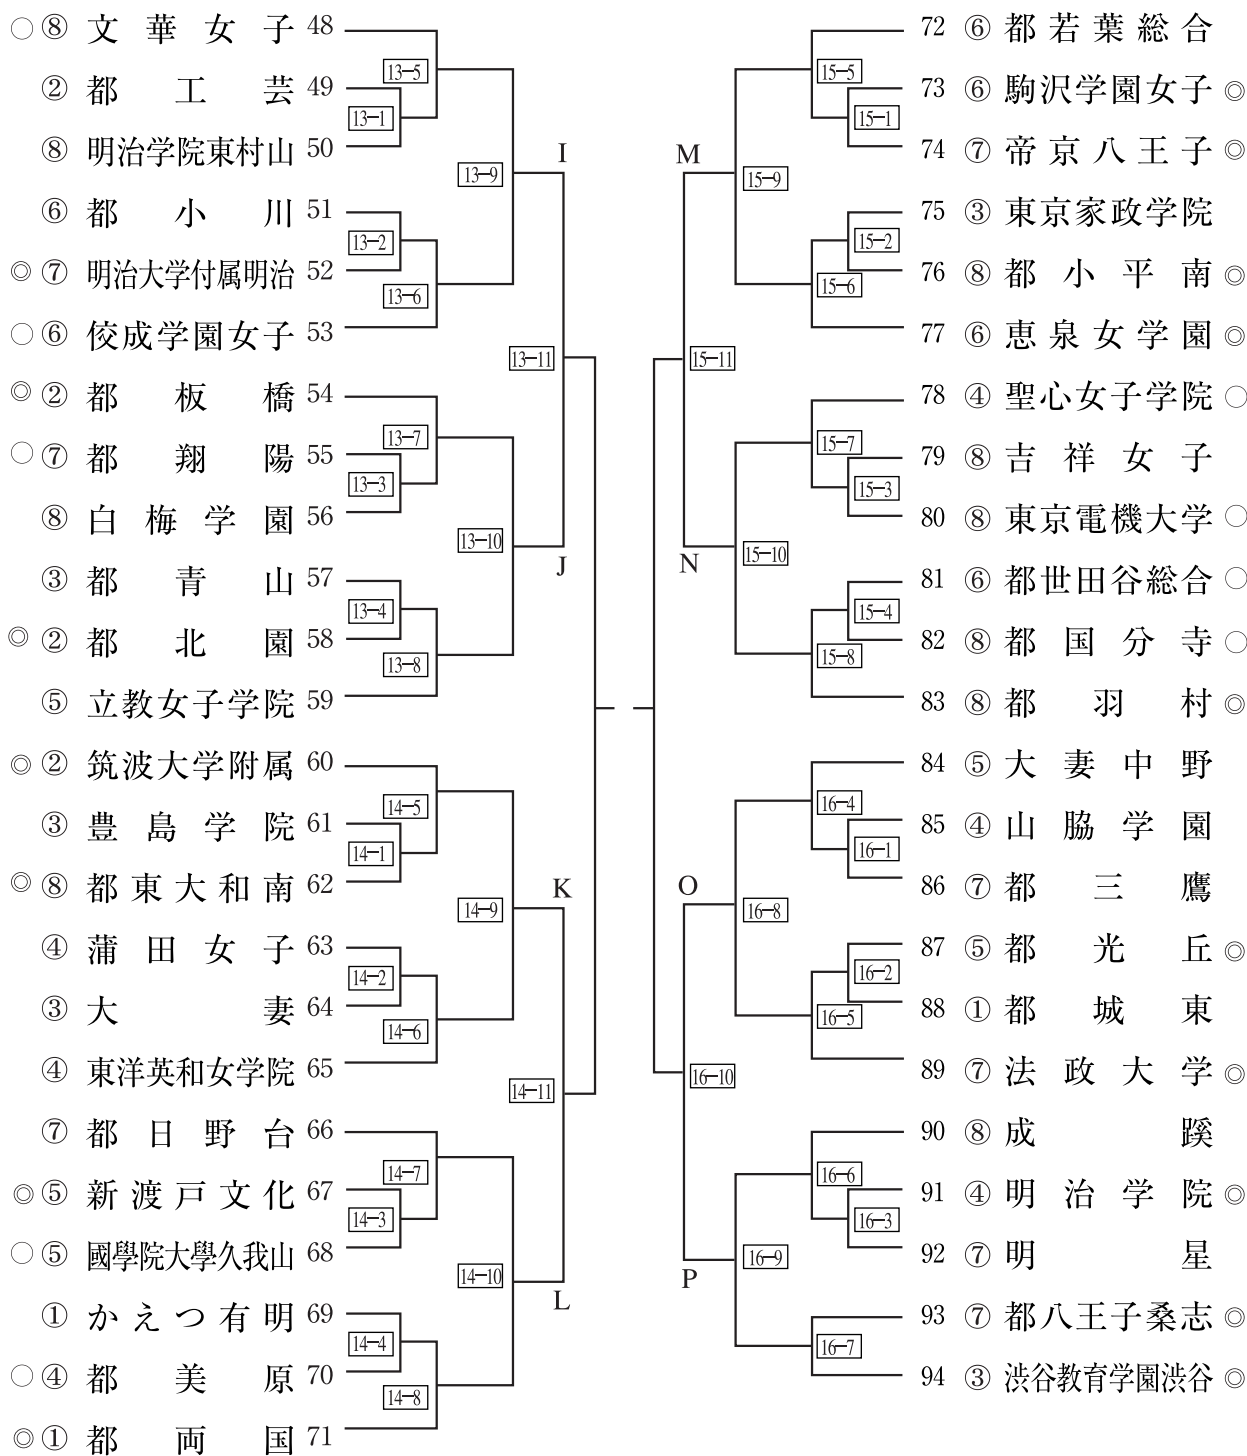 ○ ⑧ 文華女子 48
② 都工芸 49
⑧ 明治学院東村山 50
⑥ 都小川 51
◎ ⑦ 明治大学付属明治 52
○ ⑥ 佼成学園女子 53
◎ ② 都板橋 54
○ ⑦ 都翔陽 55
⑧ 白梅学園 56
③ 都青山 57
◎ ② 都北園 58
⑤ 立教女子学院 59
◎ ② 筑波大学附属 60
③ 豊島学院 61
◎ ⑧ 都東大和南 62
④ 蒲田女子 63
③ 大妻 64
④ 東洋英和女学院 65
⑦ 都日野台 66
◎ ⑤ 新渡戸文化 67
○ ⑤ 國學院大學久我山 68
① かえつ有明 69
○ ④ 都美原 70
◎ ① 都両国 71
13-5
13-1
13-9
I
13-2
13-6
13-11
13-7
13-3
13-10
J
13-4
13-8
14-5
14-1
K
14-9
14-2
14-6
14-11
14-7
14-3
14-10
L
14-4
14-8
15-5
15-1
M
15-9
15-2
15-6
15-11
15-7
15-3
15-10
N
15-4
15-8
16-4
16-1
O
16-8
16-2
16-5
16-10
16-6
16-3
16-9
P
16-7
72 ⑥ 都若葉総合
73 ⑥ 駒沢学園女子 ◎
74 ⑦ 帝京八王子 ◎
75 ③ 東京家政学院
76 ⑧ 都小平南 ◎
77 ⑥ 恵泉女学園 ◎
78 ④ 聖心女子学院 ○
79 ⑧ 吉祥女子
80 ⑧ 東京電機大学 ○
81 ⑥ 都世田谷総合 ○
82 ⑧ 都国分寺 ○
83 ⑧ 都羽村 ◎
84 ⑤ 大妻中野
85 ④ 山脇学園
86 ⑦ 都三鷹
87 ⑤ 都光丘 ◎
88 ① 都城東
89 ⑦ 法政大学 ◎
90 ⑧ 成蹊
91 ④ 明治学院 ◎
92 ⑦ 明星
93 ⑦ 都八王子桑志 ◎
94 ③ 渋谷教育学園渋谷 ◎